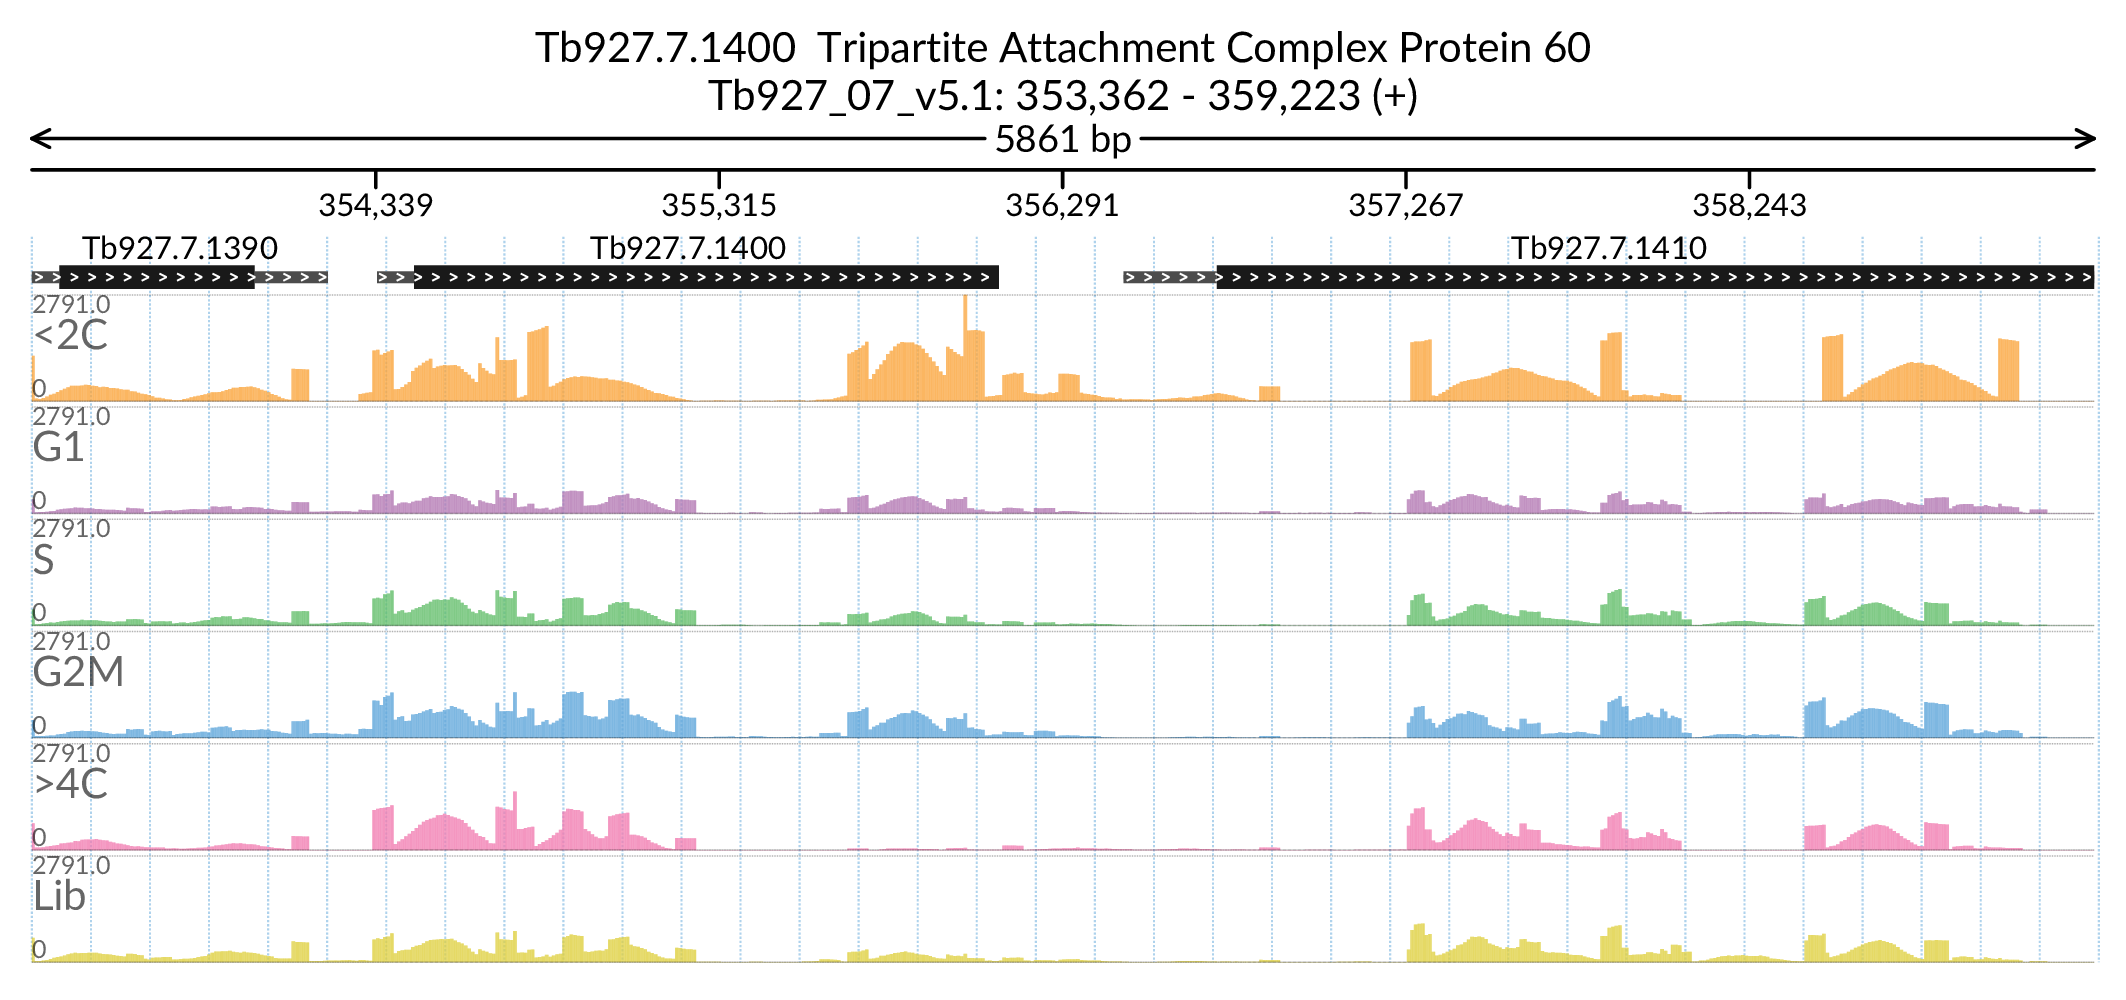 Tb927.7.1400  Tripartite Attachment Complex Protein 60
Tb927_07_v5.1: 353,362 - 359,223 (+)
5861 bp
354,339 355,315 356,291 357,267 358,243
Tb927.7.1390 Tb927.7.1400 Tb927.7.1410
2791.0
<2C
0
2791.0
G1
0
2791.0
S
0
2791.0
G2M
0
2791.0
>4C
0
2791.0
Lib
0